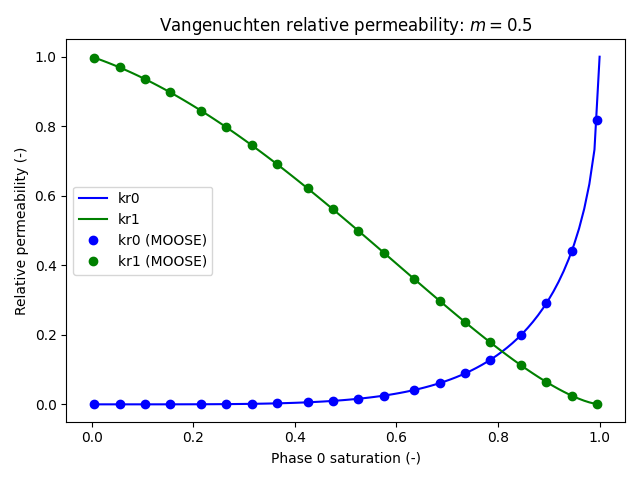 Vangenuchten relative permeability: m = 0.5
Relative permeability (-)
1.0
0.8
0.6
0.4
0.2
0.0
kr0
kr1
kr0 (MOOSE)
kr1 (MOOSE)
0.0 0.2 0.4 0.6 0.8 1.0
Phase 0 saturation (-)